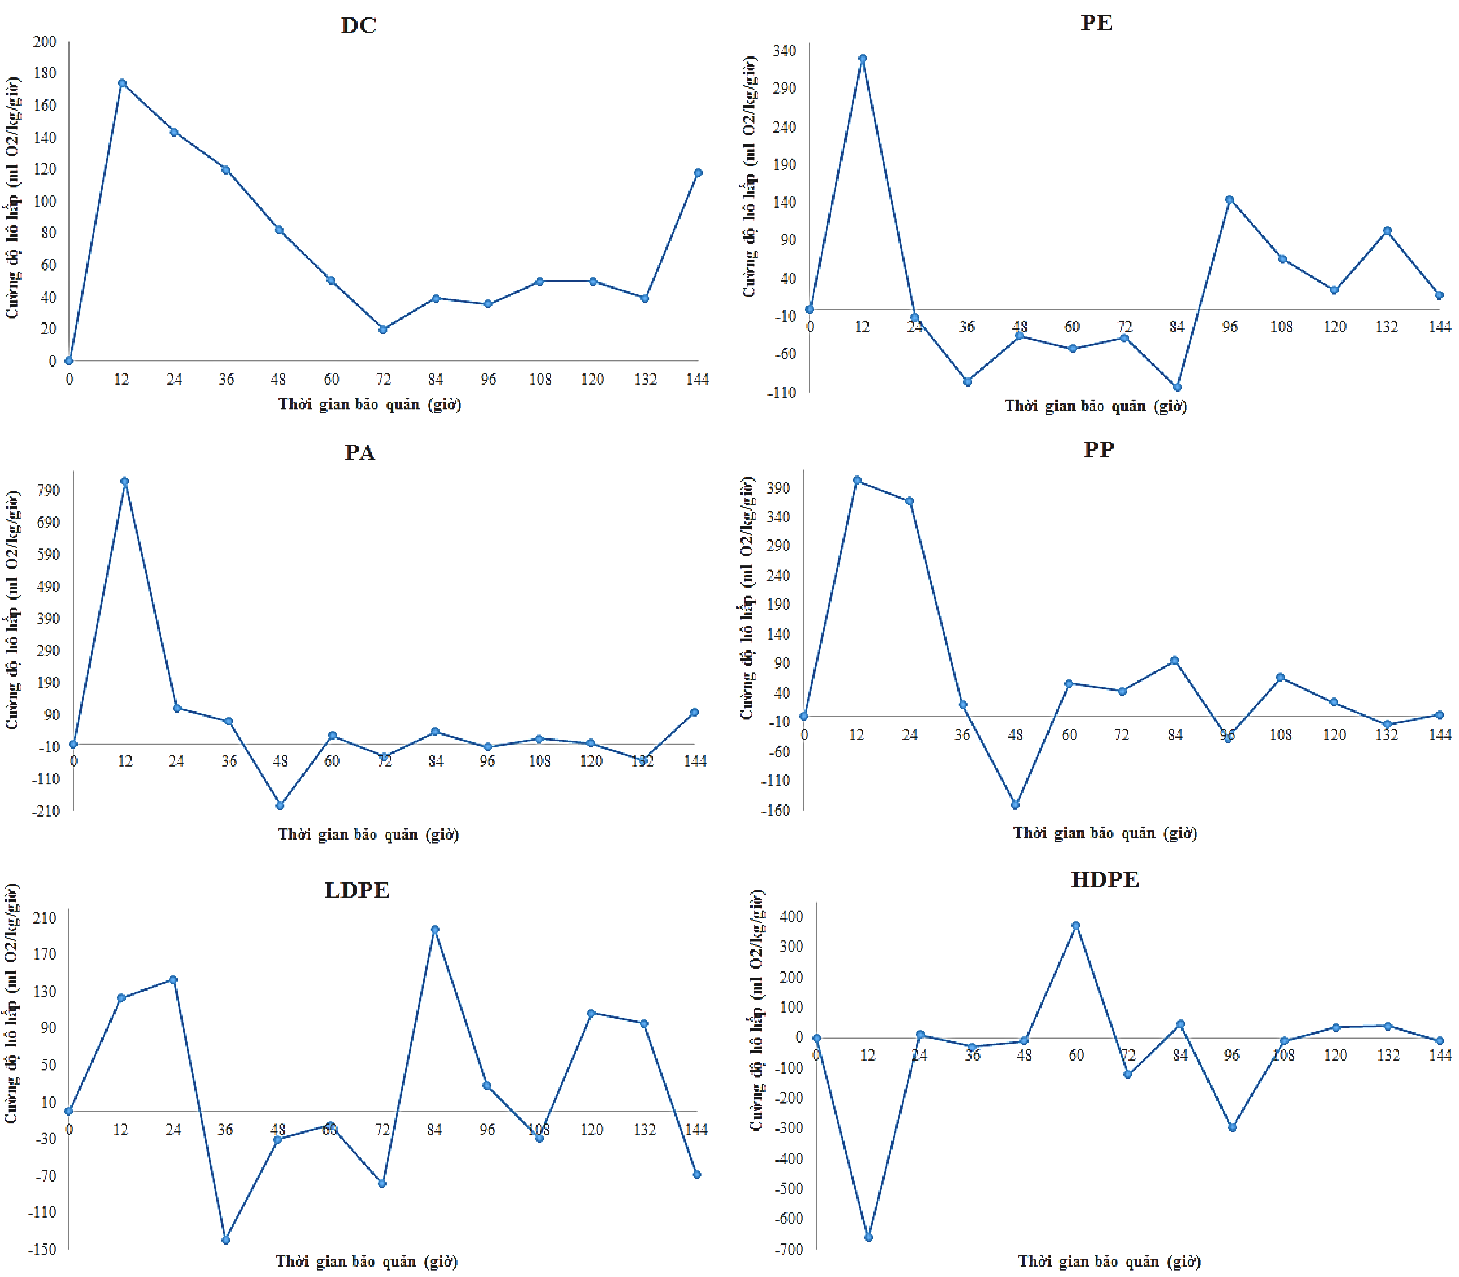 DC
Cường độ hô hấp (ml O2/kg/giờ)
200
180
160
140
120
100
80
60
40
20
0
0 12 24 36 48 60 72 84 96 108 120 132 144
Thời gian bảo quản (giờ)
PE
Cường độ hô hấp (ml O2/kg/giờ)
340
290
240
190
140
90
40
-10
-60
-110
0 12 24 36 48 60 72 84 96 108 120 132 144
Thời gian bảo quản (giờ)
PA
Cường độ hô hấp (ml O2/kg/giờ)
790
690
590
490
390
290
190
90
-10
-110
-210
0 12 24 36 48 60 72 84 96 108 120 132 144
Thời gian bảo quản (giờ)
PP
Cường độ hô hấp (ml O2/kg/giờ)
390
340
290
240
190
140
90
40
-10
-60
-110
-160
0 12 24 36 48 60 72 84 96 108 120 132 144
Thời gian bảo quản (giờ)
LDPE
Cường độ hô hấp (ml O2/kg/giờ)
210
170
130
90
50
10
-30
-70
-110
-150
0 12 24 36 48 60 72 84 96 108 120 132 144
Thời gian bảo quản (giờ)
HDPE
Cường độ hô hấp (ml O2/kg/giờ)
400
300
200
100
0
-100
-200
-300
-400
-500
-600
-700
0 12 24 36 48 60 72 84 96 108 120 132 144
Thời gian bảo quản (giờ)